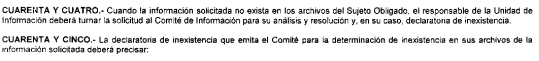 CUARENTA Y CUATRO.- Cuando la información solicitada no exista en los archivos del Sujeto Obligado, el responsable de la Unidad de
Información deberá turnar la solicitud al Comité de Información para su análisis y resolución y, en su caso, declaratoria de inexistencia.
CUARENTA Y CINCO.- La declaratoria de inexistencia que emita el Comité para la determinación de inexistencia en sus archivos de la
información solicitada deberá precisar: